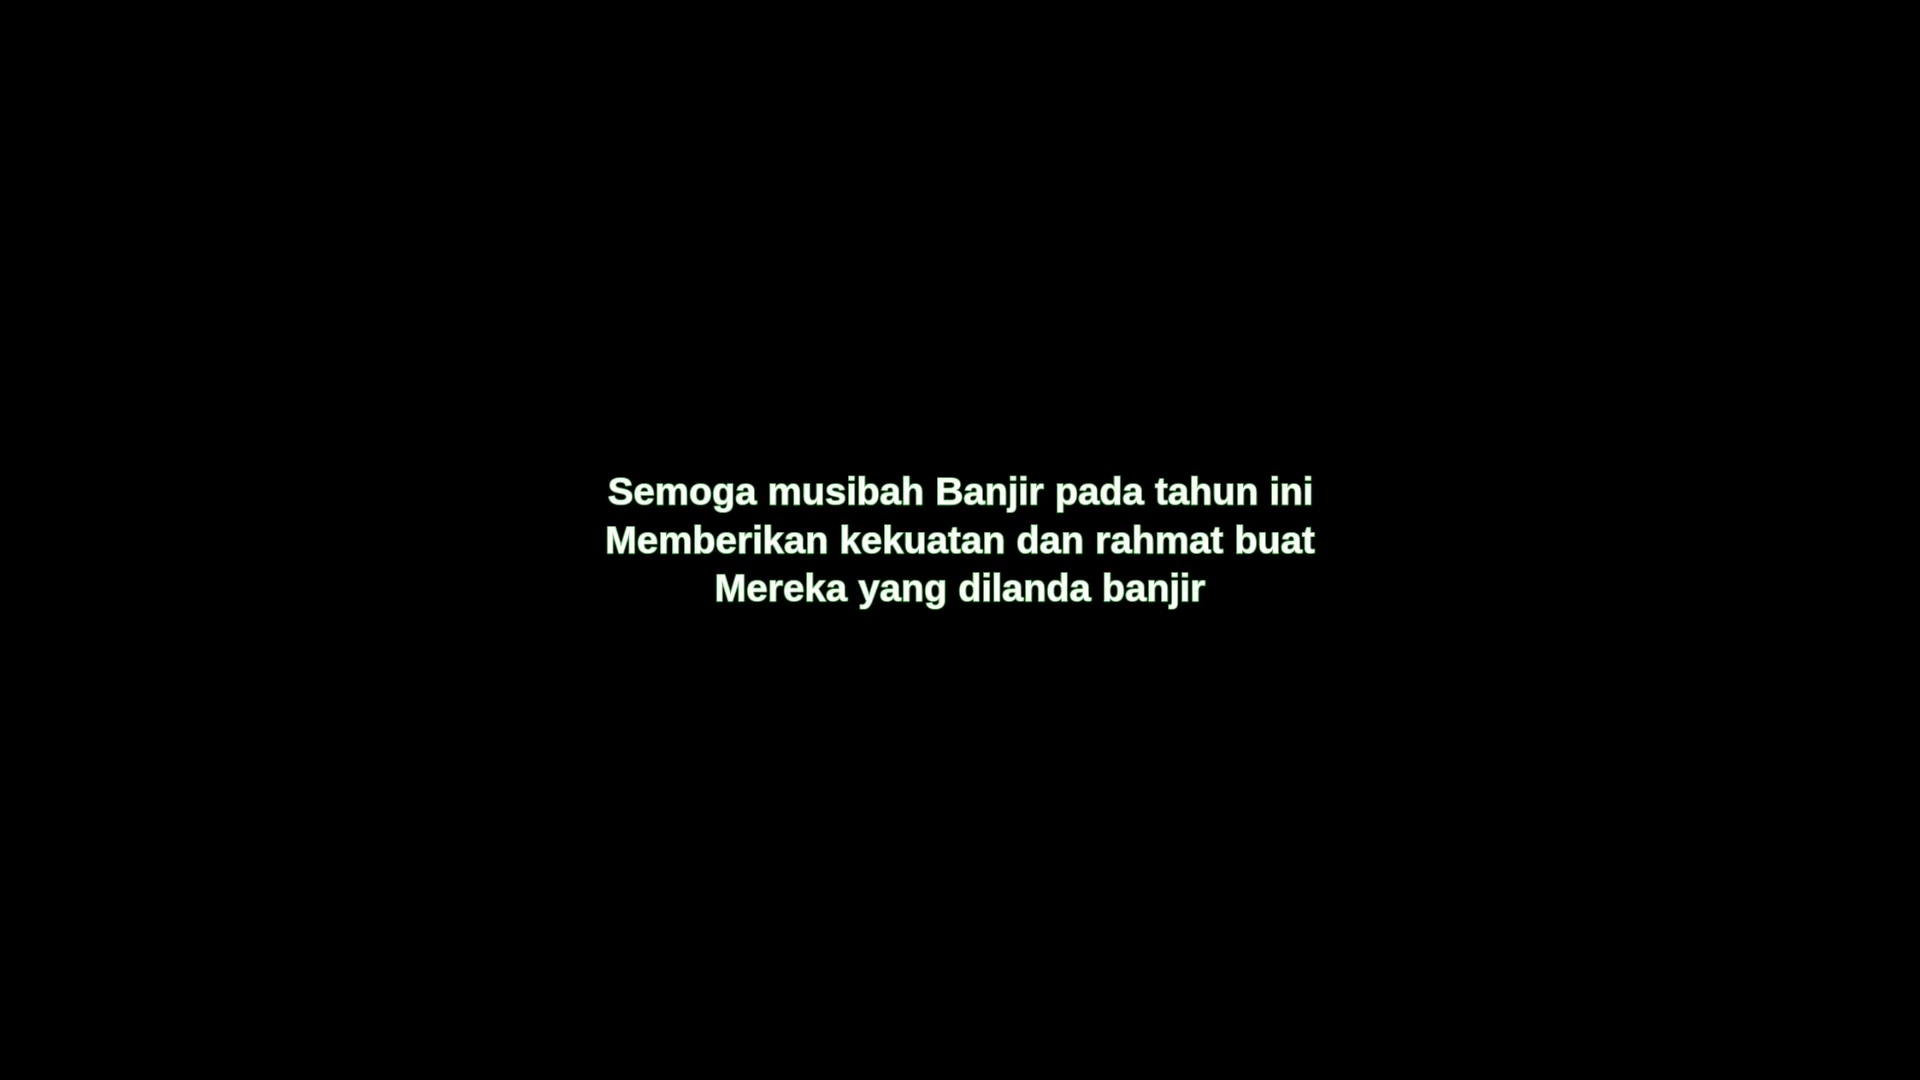 Semoga musibah Banjir pada tahun ini
Memberikan kekuatan dan rahmat buat
Mereka yang dilanda banjir